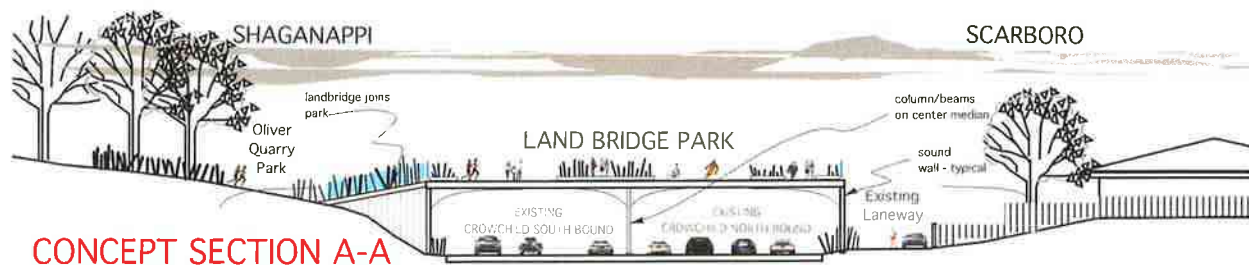 SHAGANAPPI
SCARBORO
landbridge joins
park
Oliver
Quarry
Park
LAND BRIDGE PARK
column/beams
on center median
sound
wall - typical
Existing
Laneway
EXISTING
CROWCHILD SOUTH BOUND
EXISTING
CROWCHILD NORTH BOUND
CONCEPT SECTION A-A